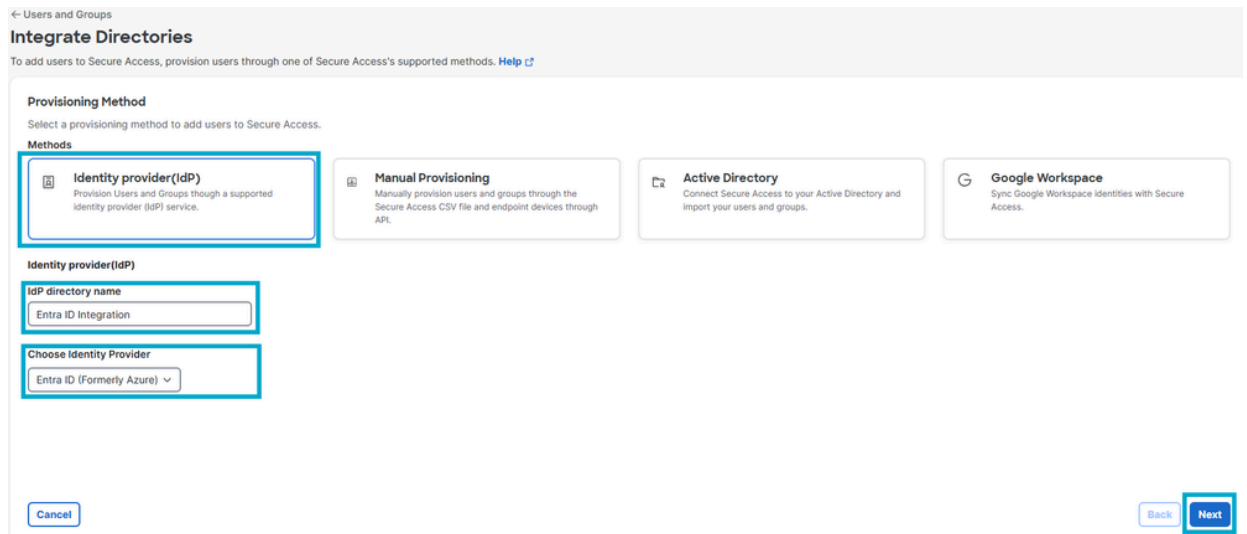 ← Users and Groups
Integrate Directories
To add users to Secure Access, provision users through one of Secure Access's supported methods. Help
Provisioning Method
Select a provisioning method to add users to Secure Access.
Methods
Identity provider(IdP)
Provision Users and Groups though a supported
identity provider (IdP) service.
Manual Provisioning
Manually provision users and groups through the
Secure Access CSV file and endpoint devices through
API.
Active Directory
Connect Secure Access to your Active Directory and
import your users and groups.
Google Workspace
Sync Google Workspace identities with Secure
Access.
Identity provider(IdP)
IdP directory name
Entra ID Integration
Choose Identity Provider
Entra ID (Formerly Azure)
Cancel
Back
Next